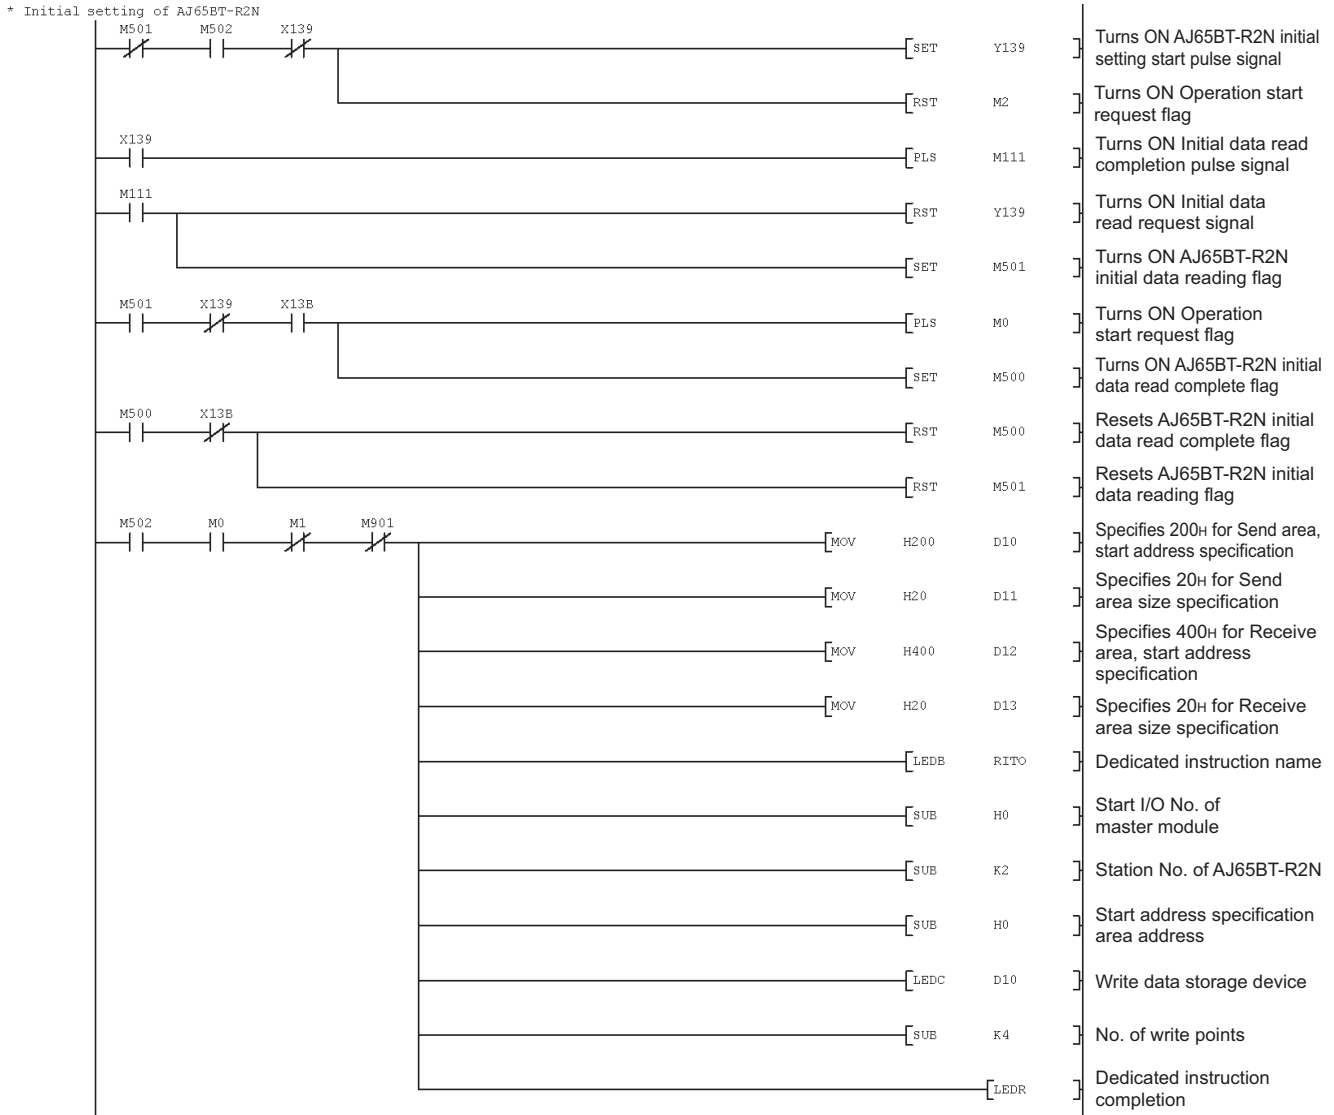 * Initial setting of AJ65BT-R2N
M501 M502 X139
SET Y139
Turns ON AJ65BT-R2N initial
setting start pulse signal
RST M2
Turns ON Operation start
request flag
X139
PLS M111
Turns ON Initial data read
completion pulse signal
M111
RST Y139
Turns ON Initial data
read request signal
SET M501
Turns ON AJ65BT-R2N
initial data reading flag
M501 X139 X13B
PLS M0
Turns ON Operation
start request flag
SET M500
Turns ON AJ65BT-R2N initial
data read complete flag
M500 X13B
RST M500
Resets AJ65BT-R2N initial
data read complete flag
RST M501
Resets AJ65BT-R2N initial
data reading flag
M502 M0 M1 M901
MOV H200 D10
Specifies 200H for Send area,
start address specification
MOV H20 D11
Specifies 20H for Send
area size specification
MOV H400 D12
Specifies 400H for Receive
area, start address
specification
MOV H20 D13
Specifies 20H for Receive
area size specification
LEDB RITO
Dedicated instruction name
SUB H0
Start I/O No. of
master module
SUB K2
Station No. of AJ65BT-R2N
SUB H0
Start address specification
area address
LEDC D10
Write data storage device
SUB K4
No. of write points
LEDR
Dedicated instruction
completion